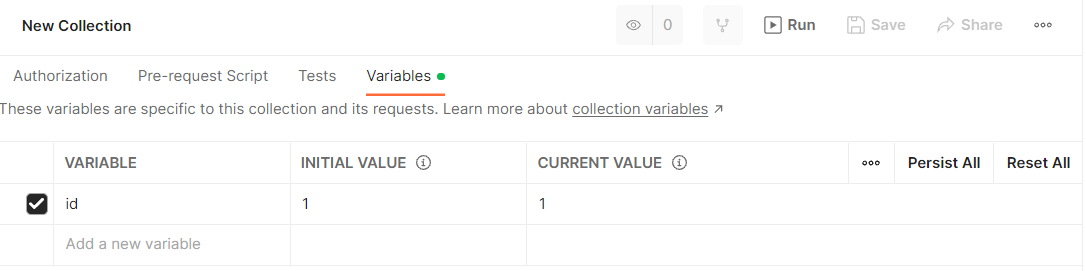 New Collection 0 Run Save Share
Authorization Pre-request Script Tests Variables
These variables are specific to this collection and its requests. Learn more about collection variables ↗
VARIABLE INITIAL VALUE CURRENT VALUE Persist All Reset All
id 1 1
Add a new variable